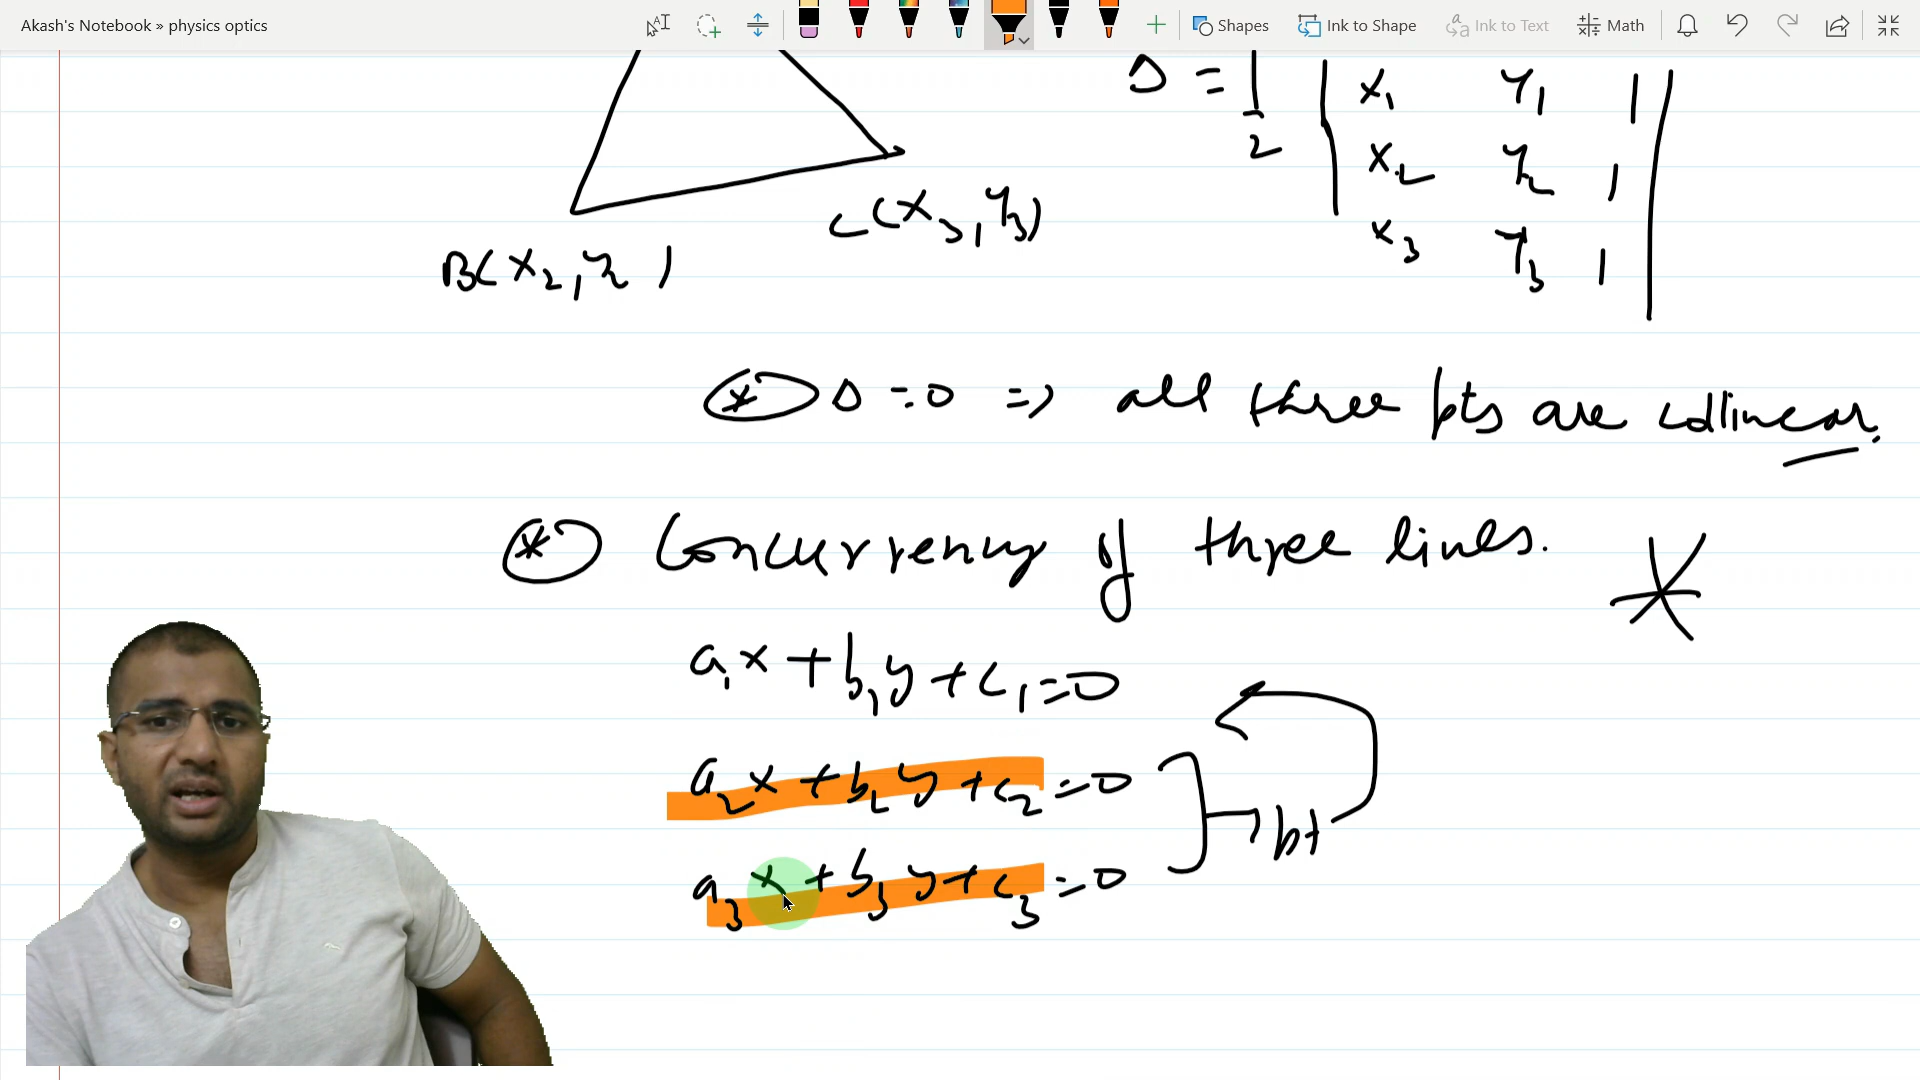 Akash's Notebook » physics optics
Shapes
Ink to Shape
Ink to Text
Math
Δ = 1/2 | x₁ y₁ 1 |
x₂ y₂ 1
x₃ y₃ 1
C(x₃, y₃)
B(x₂, y₂)
* Δ = 0 => all three pts are collinear.
* Concurrency of three lines.
a₁x + b₁y + c₁ = 0
a₂x + b₂y + c₂ = 0
pt
a₃x + b₃y + c₃ = 0